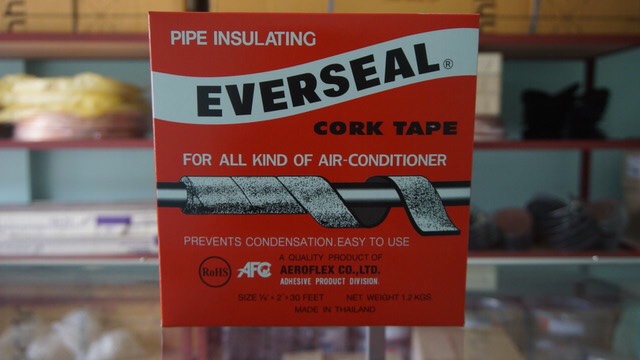 PIPE INSULATING
EVERSEAL®
CORK TAPE
FOR ALL KIND OF AIR-CONDITIONER
PREVENTS CONDENSATION. EASY TO USE
A QUALITY PRODUCT OF
RoHS AFC AEROFLEX CO., LTD.
ADHESIVE PRODUCT DIVISION.
SIZE 1/8" × 2" × 30 FEET NET WEIGHT 1.2 KGS
MADE IN THAILAND